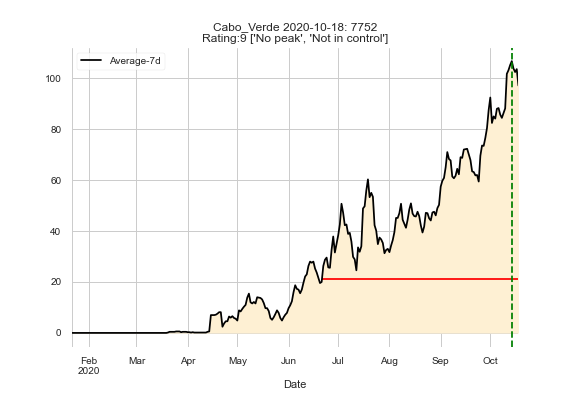 Cabo_Verde 2020-10-18: 7752
Rating:9 ['No peak', 'Not in control']
Average-7d
100
80
60
40
20
0
Feb Mar Apr May Jun Jul Aug Sep Oct
2020
Date